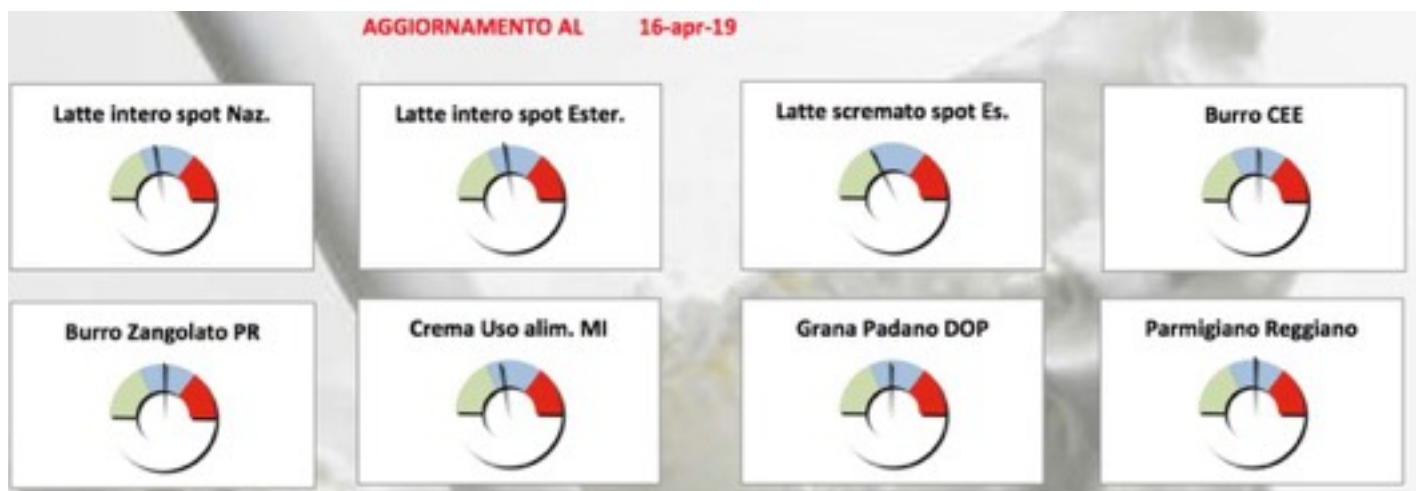 AGGIORNAMENTO AL 16-apr-19
Latte intero spot Naz.
Latte intero spot Ester.
Latte scremato spot Es.
Burro CEE
Burro Zangolato PR
Crema Uso alim. MI
Grana Padano DOP
Parmigiano Reggiano